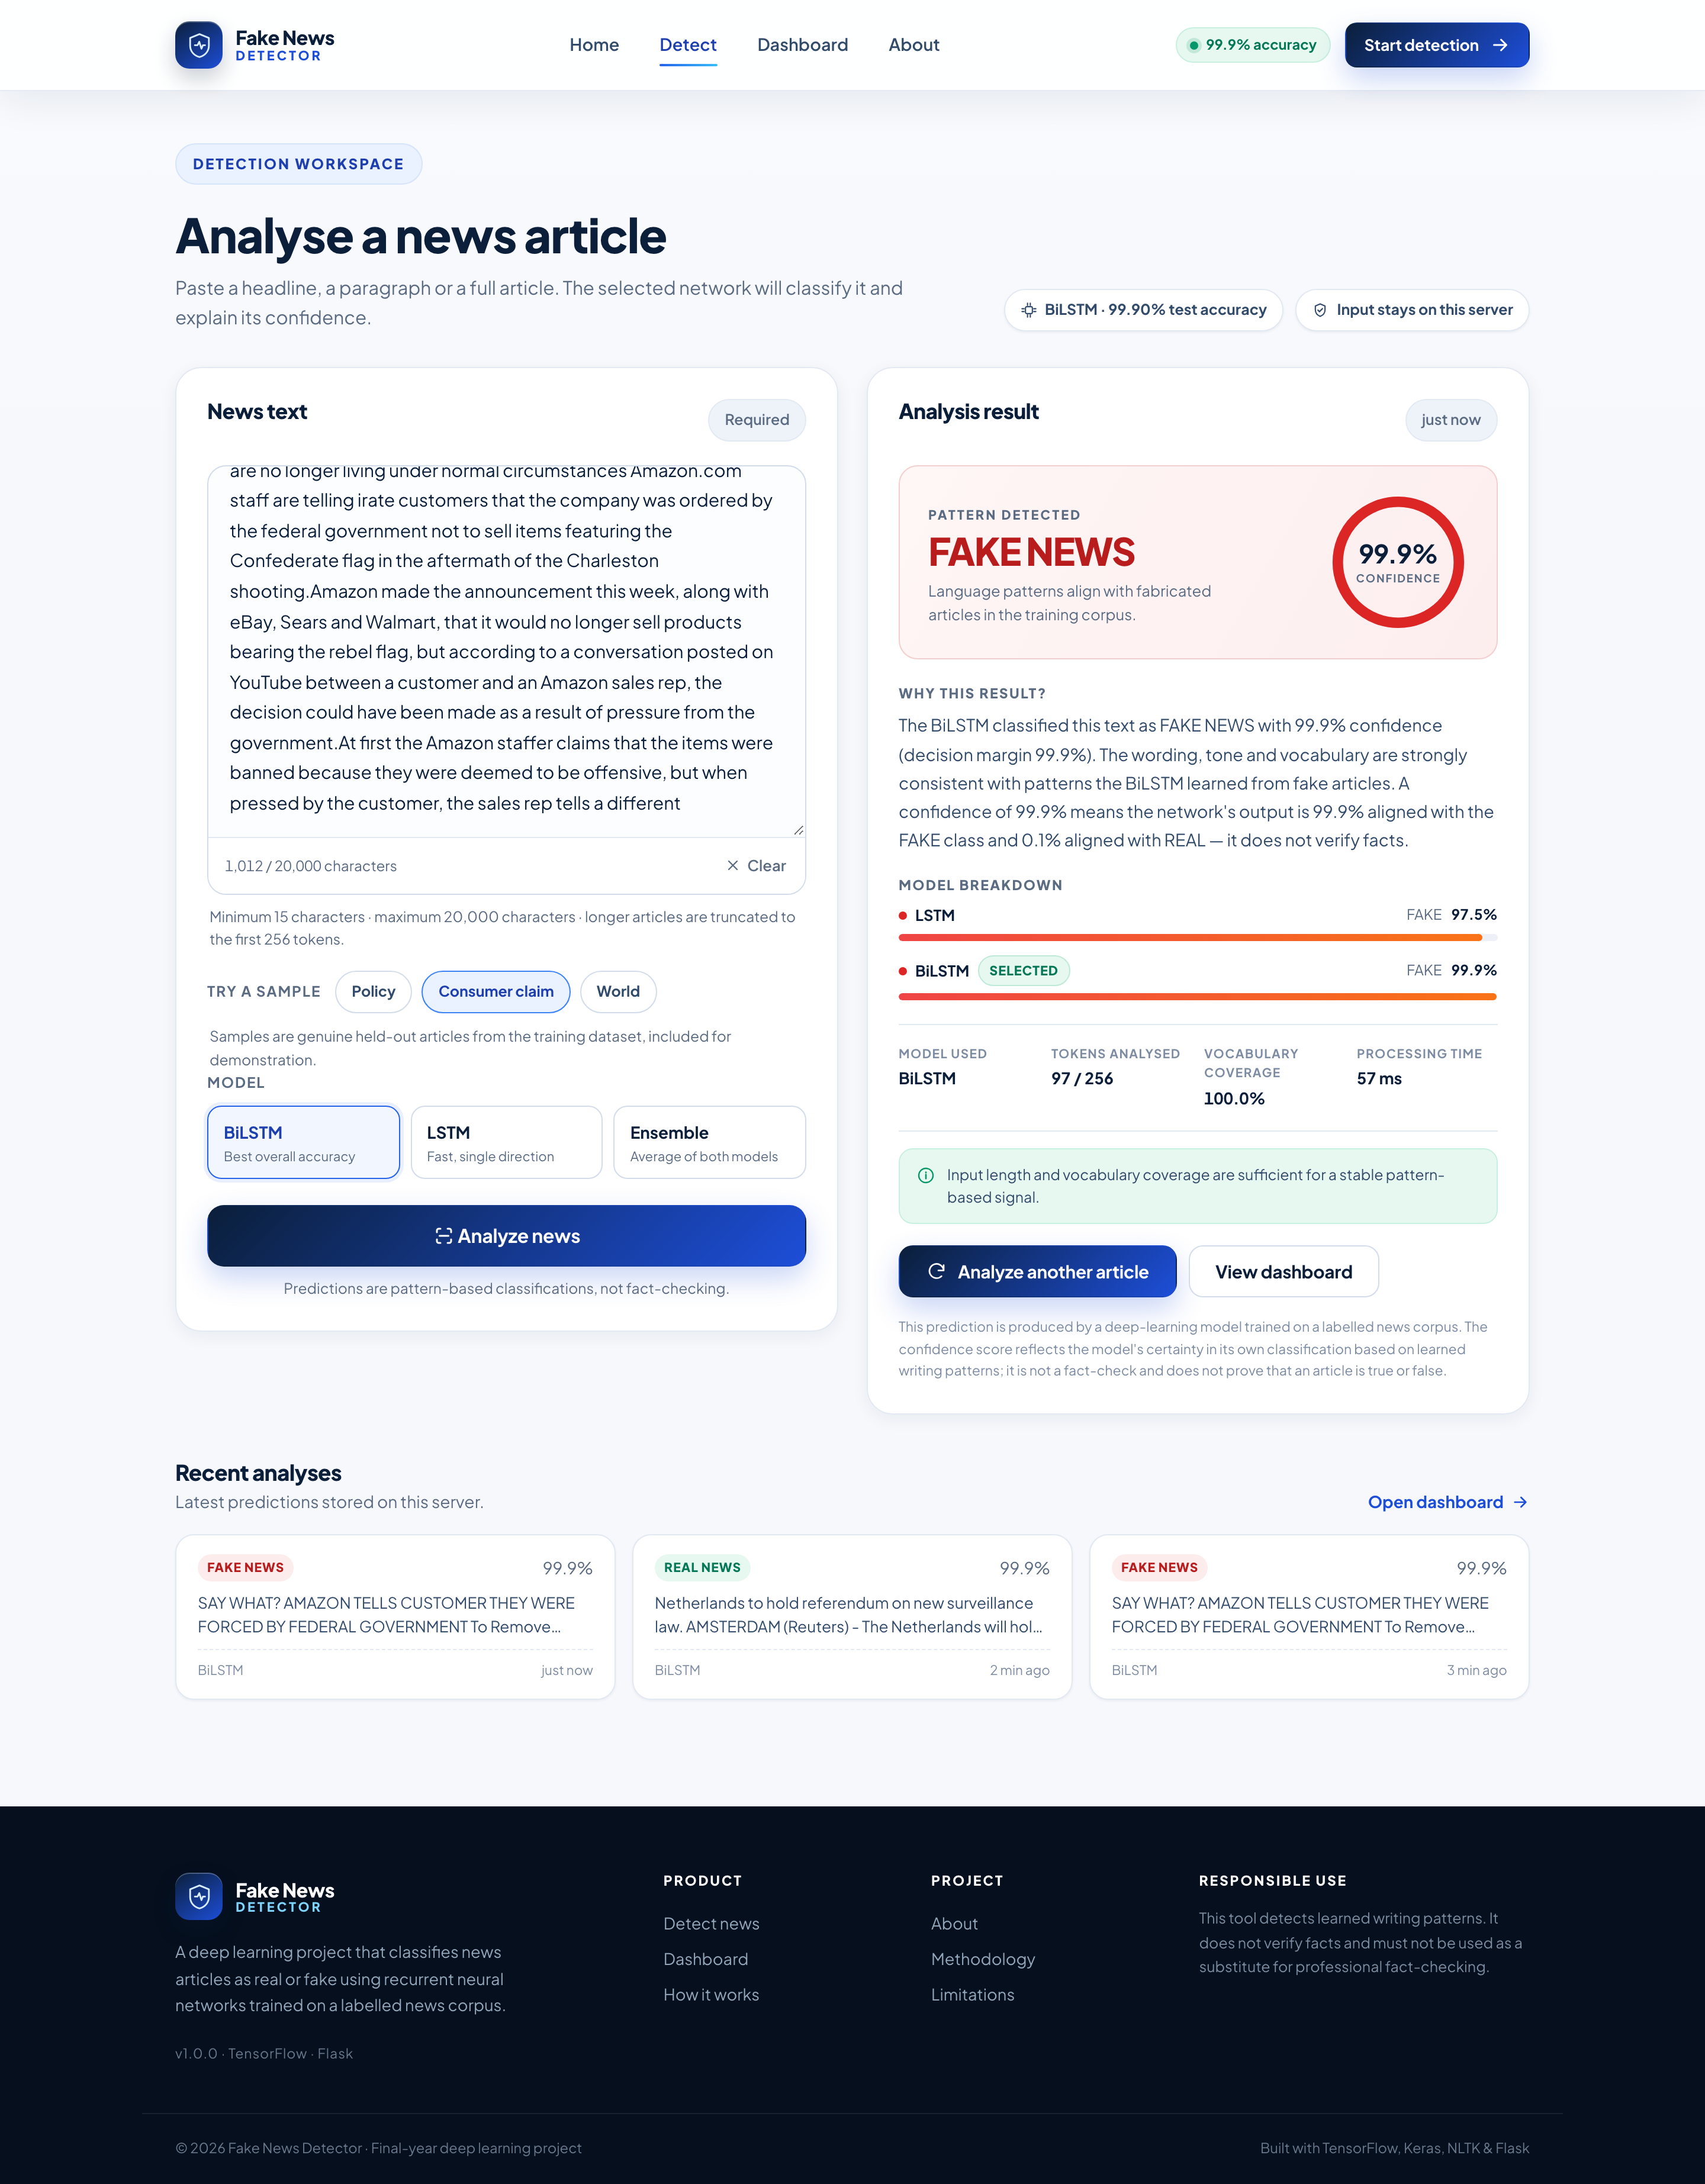 Fake News
DETECTOR
Home
Detect
Dashboard
About
99.9% accuracy
Start detection
DETECTION WORKSPACE
Analyse a news article
Paste a headline, a paragraph or a full article. The selected network will classify it and
explain its confidence.
BiLSTM · 99.90% test accuracy
Input stays on this server
News text
Required
are no longer living under normal circumstances Amazon.com
staff are telling irate customers that the company was ordered by
the federal government not to sell items featuring the
Confederate flag in the aftermath of the Charleston
shooting.Amazon made the announcement this week, along with
eBay, Sears and Walmart, that it would no longer sell products
bearing the rebel flag, but according to a conversation posted on
YouTube between a customer and an Amazon sales rep, the
decision could have been made as a result of pressure from the
government.At first the Amazon staffer claims that the items were
banned because they were deemed to be offensive, but when
pressed by the customer, the sales rep tells a different
1,012 / 20,000 characters
Clear
Minimum 15 characters · maximum 20,000 characters · longer articles are truncated to
the first 256 tokens.
TRY A SAMPLE
Policy
Consumer claim
World
Samples are genuine held-out articles from the training dataset, included for
demonstration.
MODEL
BiLSTM
Best overall accuracy
LSTM
Fast, single direction
Ensemble
Average of both models
Analyze news
Predictions are pattern-based classifications, not fact-checking.
Analysis result
just now
PATTERN DETECTED
FAKE NEWS
Language patterns align with fabricated
articles in the training corpus.
99.9%
CONFIDENCE
WHY THIS RESULT?
The BiLSTM classified this text as FAKE NEWS with 99.9% confidence
(decision margin 99.9%). The wording, tone and vocabulary are strongly
consistent with patterns the BiLSTM learned from fake articles. A
confidence of 99.9% means the network's output is 99.9% aligned with the
FAKE class and 0.1% aligned with REAL — it does not verify facts.
MODEL BREAKDOWN
LSTM
FAKE 97.5%
BiLSTM
SELECTED
FAKE 99.9%
MODEL USED
BiLSTM
TOKENS ANALYSED
97 / 256
VOCABULARY
COVERAGE
100.0%
PROCESSING TIME
57 ms
Input length and vocabulary coverage are sufficient for a stable pattern-
based signal.
Analyze another article
View dashboard
This prediction is produced by a deep-learning model trained on a labelled news corpus. The
confidence score reflects the model's certainty in its own classification based on learned
writing patterns; it is not a fact-check and does not prove that an article is true or false.
Recent analyses
Latest predictions stored on this server.
Open dashboard
FAKE NEWS
99.9%
SAY WHAT? AMAZON TELLS CUSTOMER THEY WERE
FORCED BY FEDERAL GOVERNMENT To Remove…
BiLSTM
just now
REAL NEWS
99.9%
Netherlands to hold referendum on new surveillance
law. AMSTERDAM (Reuters) - The Netherlands will hol…
BiLSTM
2 min ago
FAKE NEWS
99.9%
SAY WHAT? AMAZON TELLS CUSTOMER THEY WERE
FORCED BY FEDERAL GOVERNMENT To Remove…
BiLSTM
3 min ago
Fake News
DETECTOR
A deep learning project that classifies news
articles as real or fake using recurrent neural
networks trained on a labelled news corpus.
v1.0.0 · TensorFlow · Flask
PRODUCT
Detect news
Dashboard
How it works
PROJECT
About
Methodology
Limitations
RESPONSIBLE USE
This tool detects learned writing patterns. It
does not verify facts and must not be used as a
substitute for professional fact-checking.
© 2026 Fake News Detector · Final-year deep learning project
Built with TensorFlow, Keras, NLTK & Flask